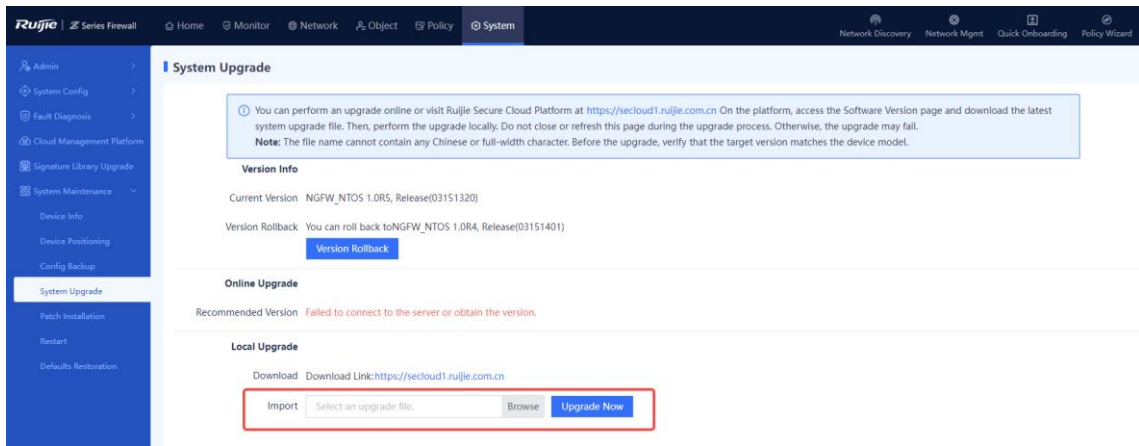 Ruijie | Z Series Firewall
Home Monitor Network Object Policy System
Network Discovery Network Mgmt Quick Onboarding Policy Wizard
Admin
System Config
Fault Diagnosis
Cloud Management Platform
Signature Library Upgrade
System Maintenance
Device Info
Device Positioning
Config Backup
System Upgrade
Patch Installation
Restart
Defaults Restoration
System Upgrade
You can perform an upgrade online or visit Ruijie Secure Cloud Platform at https://secloud1.ruijie.com.cn On the platform, access the Software Version page and download the latest
system upgrade file. Then, perform the upgrade locally. Do not close or refresh this page during the upgrade process. Otherwise, the upgrade may fail.
Note: The file name cannot contain any Chinese or full-width character. Before the upgrade, verify that the target version matches the device model.
Version Info
Current Version NGFW_NTOS 1.0R5, Release(03151320)
Version Rollback You can roll back toNGFW_NTOS 1.0R4, Release(03151401)
Version Rollback
Online Upgrade
Recommended Version Failed to connect to the server or obtain the version.
Local Upgrade
Download Download Link:https://secloud1.ruijie.com.cn
Import Select an upgrade file. Browse Upgrade Now